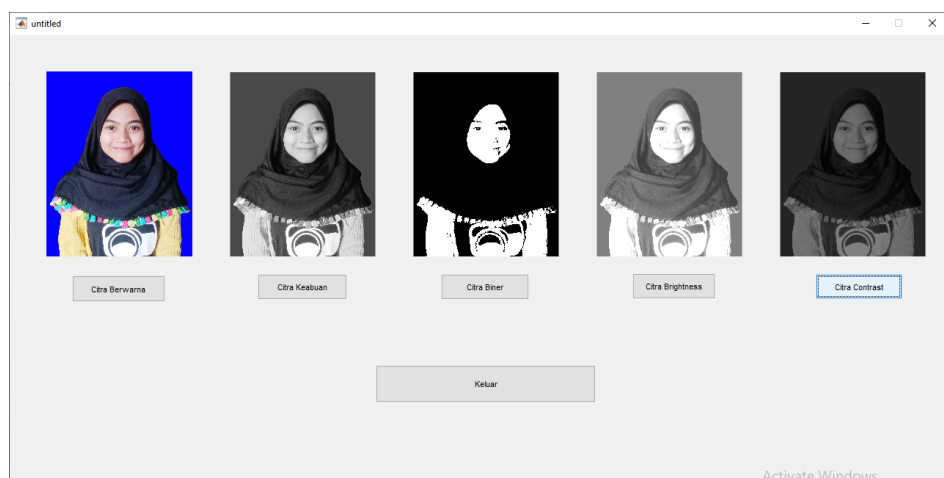 untitled
Citra Berwarna
Citra Keabuan
Citra Biner
Citra Brightness
Citra Contrast
Keluar
Activate Windows